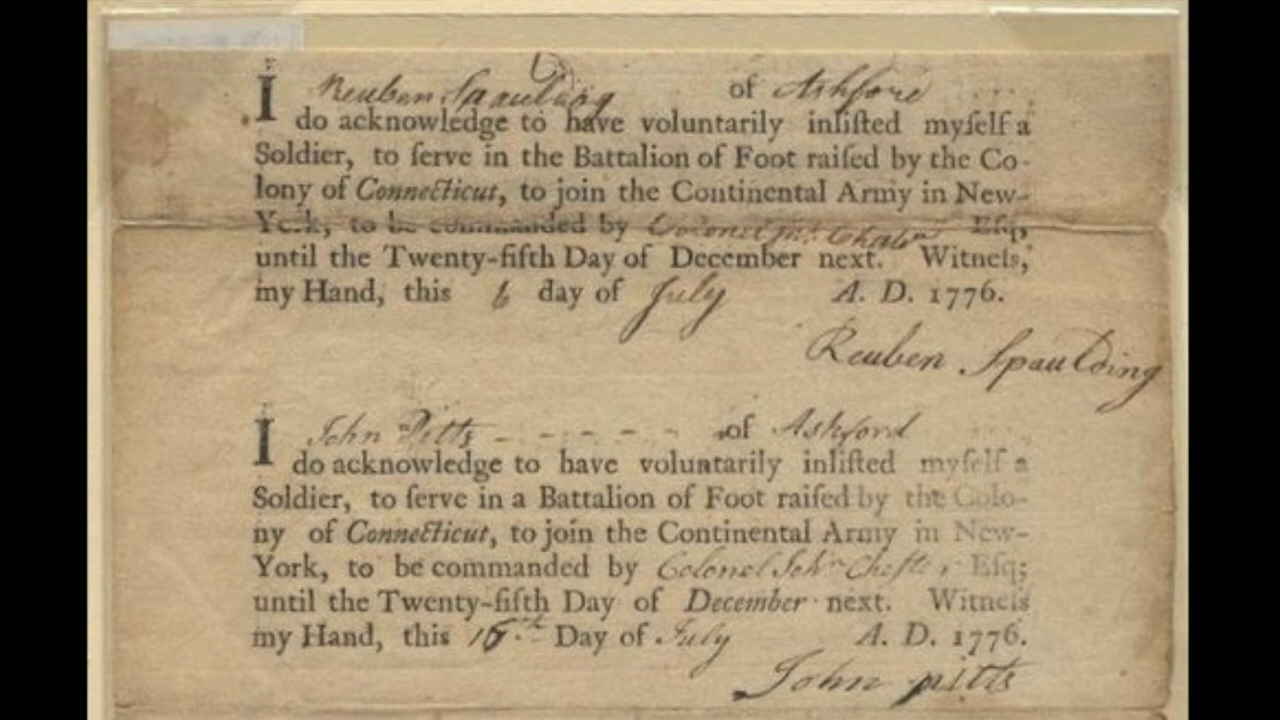 I Reuben Spaulding of Ashford
do acknowledge to have voluntarily inliſted myſelf a
Soldier, to ſerve in the Battalion of Foot raiſed by the Co-
lony of Connecticut, to join the Continental Army in New-
York, to be commanded by Colonel Jnº Cheſter Eſq;
until the Twenty-fifth Day of December next. Witneſs,
my Hand, this 6 day of July A. D. 1776.
Reuben Spaulding
I John Pitts - - - - - - of Ashford
do acknowledge to have voluntarily inliſted myſelf a
Soldier, to ſerve in a Battalion of Foot raiſed by the Colo-
ny of Connecticut, to join the Continental Army in New-
York, to be commanded by Colonel Johⁿ Cheſter Eſq;
until the Twenty-fifth Day of December next. Witneſs
my Hand, this Day of July A. D. 1776.
John pitts